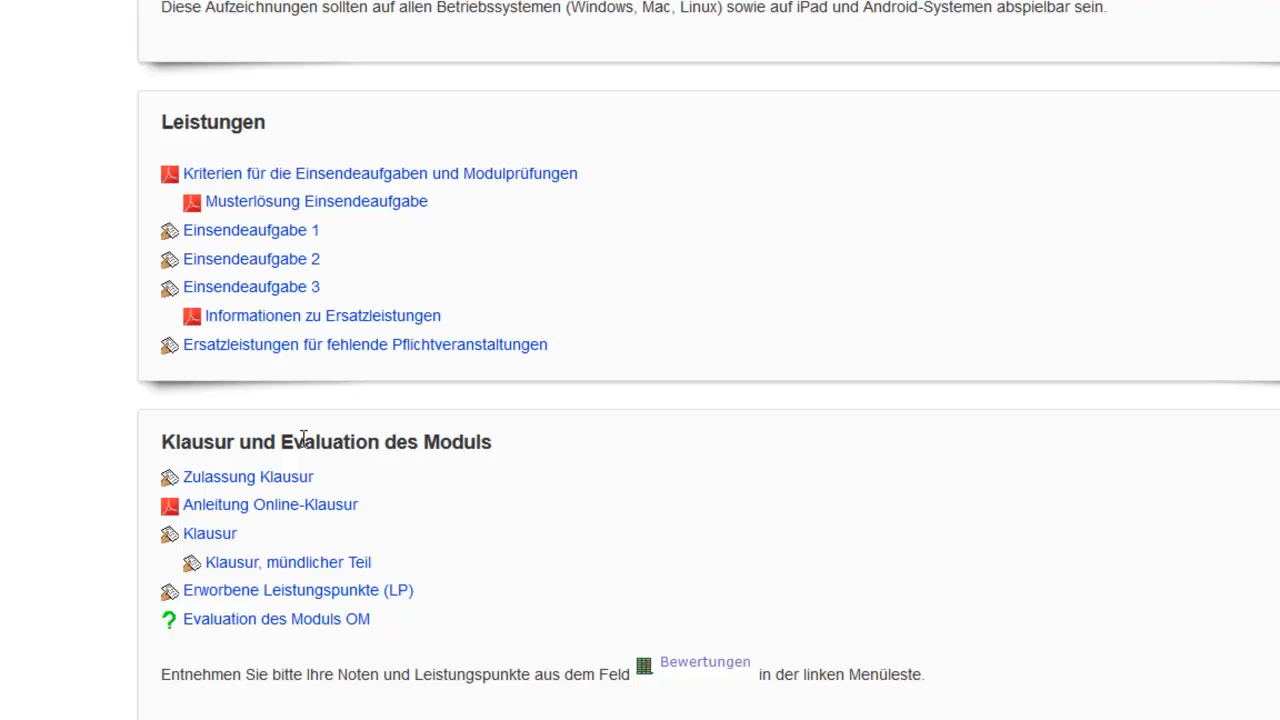 Diese Aufzeichnungen sollten auf allen Betriebssystemen (Windows, Mac, Linux) sowie auf iPad und Android-Systemen abspielbar sein.
Leistungen
Kriterien für die Einsendeaufgaben und Modulprüfungen
Musterlösung Einsendeaufgabe
Einsendeaufgabe 1
Einsendeaufgabe 2
Einsendeaufgabe 3
Informationen zu Ersatzleistungen
Ersatzleistungen für fehlende Pflichtveranstaltungen
Klausur und Evaluation des Moduls
Zulassung Klausur
Anleitung Online-Klausur
Klausur
Klausur, mündlicher Teil
Erworbene Leistungspunkte (LP)
Evaluation des Moduls OM
Entnehmen Sie bitte Ihre Noten und Leistungspunkte aus dem Feld Bewertungen in der linken Menüleste.